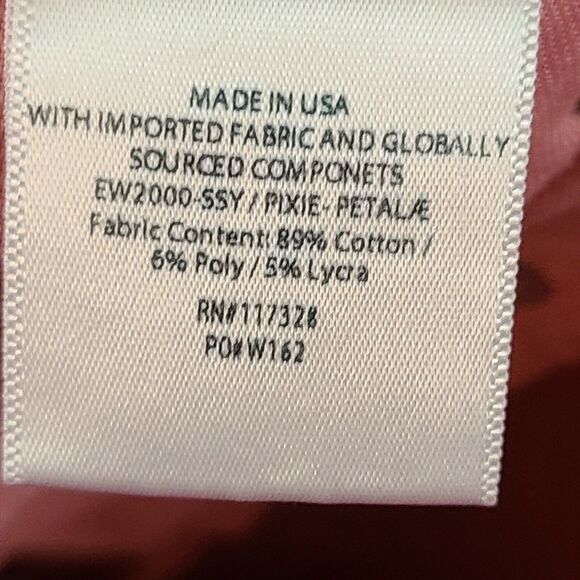 MADE IN USA
WITH IMPORTED FABRIC AND GLOBALLY
SOURCED COMPONETS
EW2000-SSY / PIXIE-
Fabric Content: 89% Cotton /
6% Poly / 5% Lycra
RN#117328
PO#W162